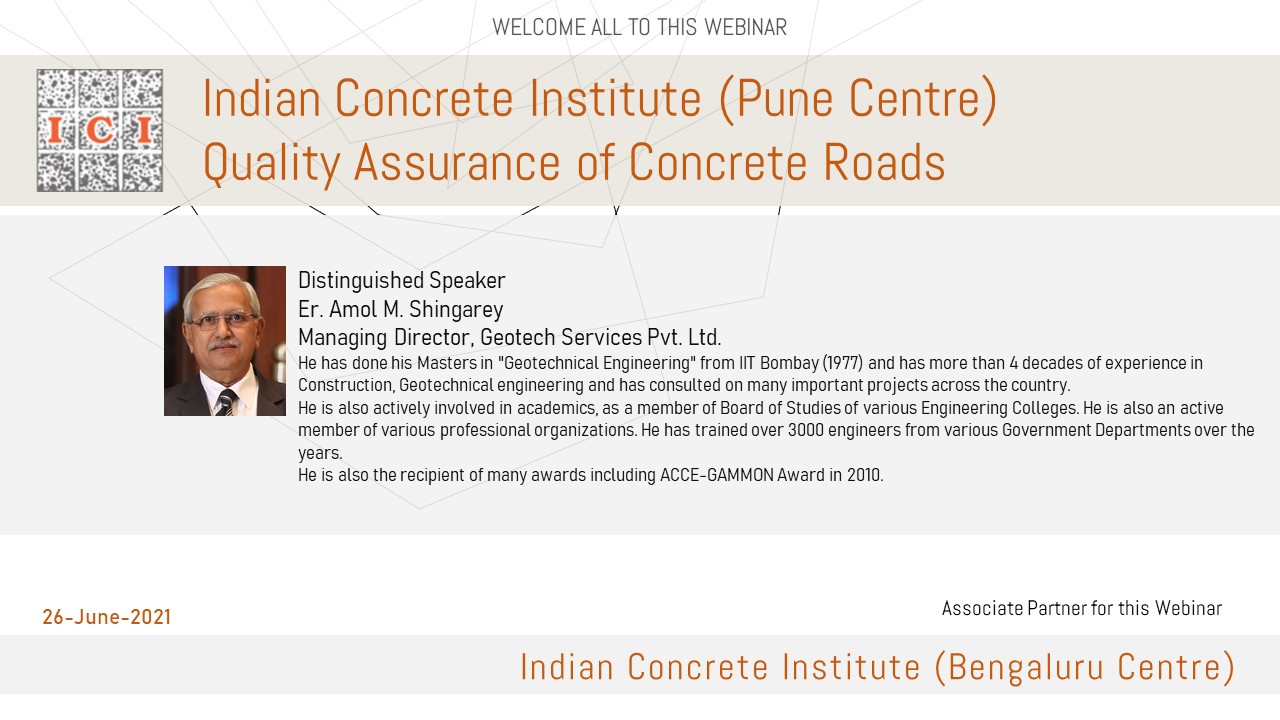 WELCOME ALL TO THIS WEBINAR
ICI
Indian Concrete Institute (Pune Centre)
Quality Assurance of Concrete Roads
Distinguished Speaker
Er. Amol M. Shingarey
Managing Director, Geotech Services Pvt. Ltd.
He has done his Masters in "Geotechnical Engineering" from IIT Bombay (1977) and has more than 4 decades of experience in
Construction, Geotechnical engineering and has consulted on many important projects across the country.
He is also actively involved in academics, as a member of Board of Studies of various Engineering Colleges. He is also an active
member of various professional organizations. He has trained over 3000 engineers from various Government Departments over the
years.
He is also the recipient of many awards including ACCE-GAMMON Award in 2010.
26-June-2021
Associate Partner for this Webinar
Indian Concrete Institute (Bengaluru Centre)